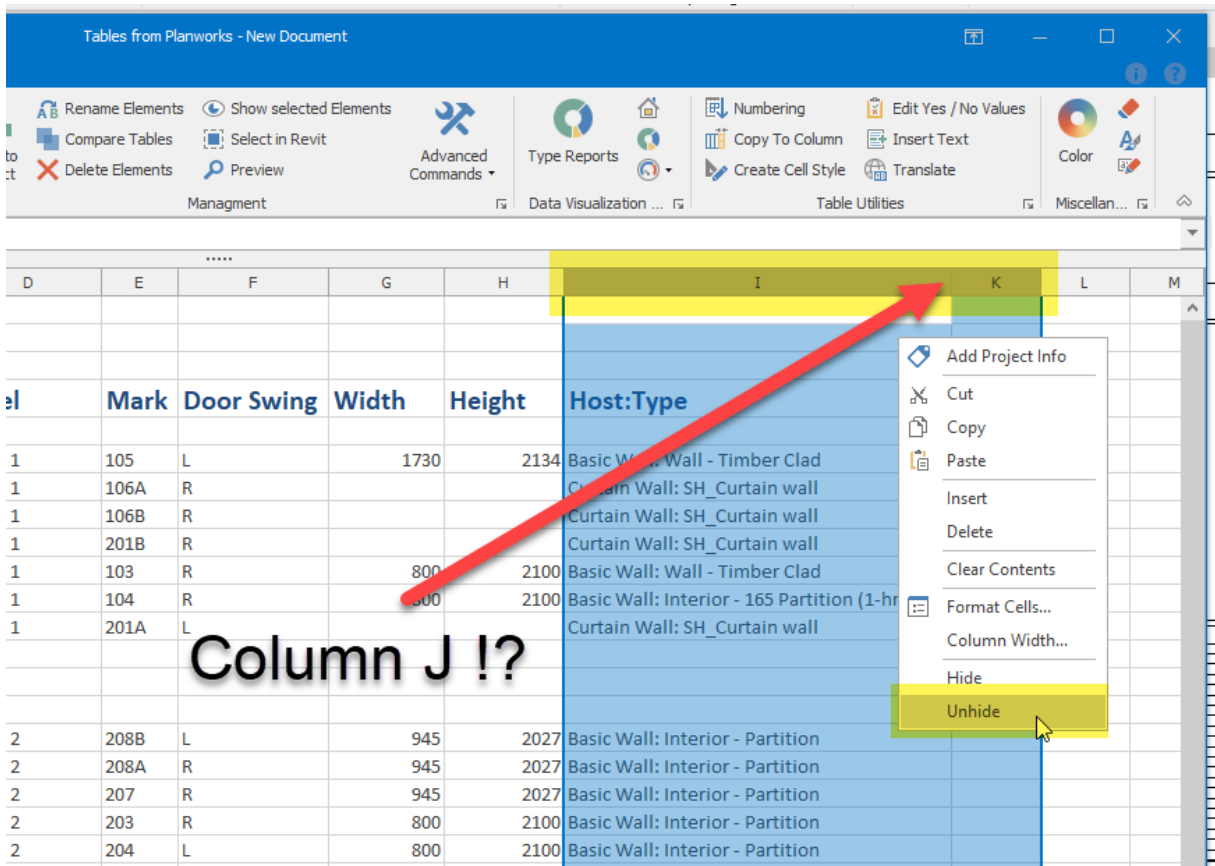 Tables from Planworks - New Document
Rename Elements Show selected Elements Numbering Edit Yes / No Values
Compare Tables Select in Revit Copy To Column Insert Text
Delete Elements Preview Advanced Commands Type Reports Create Cell Style Translate Color
Managment Data Visualization ... Table Utilities Miscellan...
D E F G H I K L M
Add Project Info
Cut
Mark Door Swing Width Height Host:Type
Copy
1 105 L 1730 2134 Basic Wall: Wall - Timber Clad Paste
1 106A R Curtain Wall: SH_Curtain wall
Insert
1 106B R Curtain Wall: SH_Curtain wall
Delete
1 201B R Curtain Wall: SH_Curtain wall
1 103 R 800 2100 Basic Wall: Wall - Timber Clad Clear Contents
1 104 R 800 2100 Basic Wall: Interior - 165 Partition (1-hr Format Cells...
1 201A L Curtain Wall: SH_Curtain wall
Column Width...
Column J !?
Hide
Unhide
2 208B L 945 2027 Basic Wall: Interior - Partition
2 208A R 945 2027 Basic Wall: Interior - Partition
2 207 R 945 2027 Basic Wall: Interior - Partition
2 203 R 800 2100 Basic Wall: Interior - Partition
2 204 L 800 2100 Basic Wall: Interior - Partition